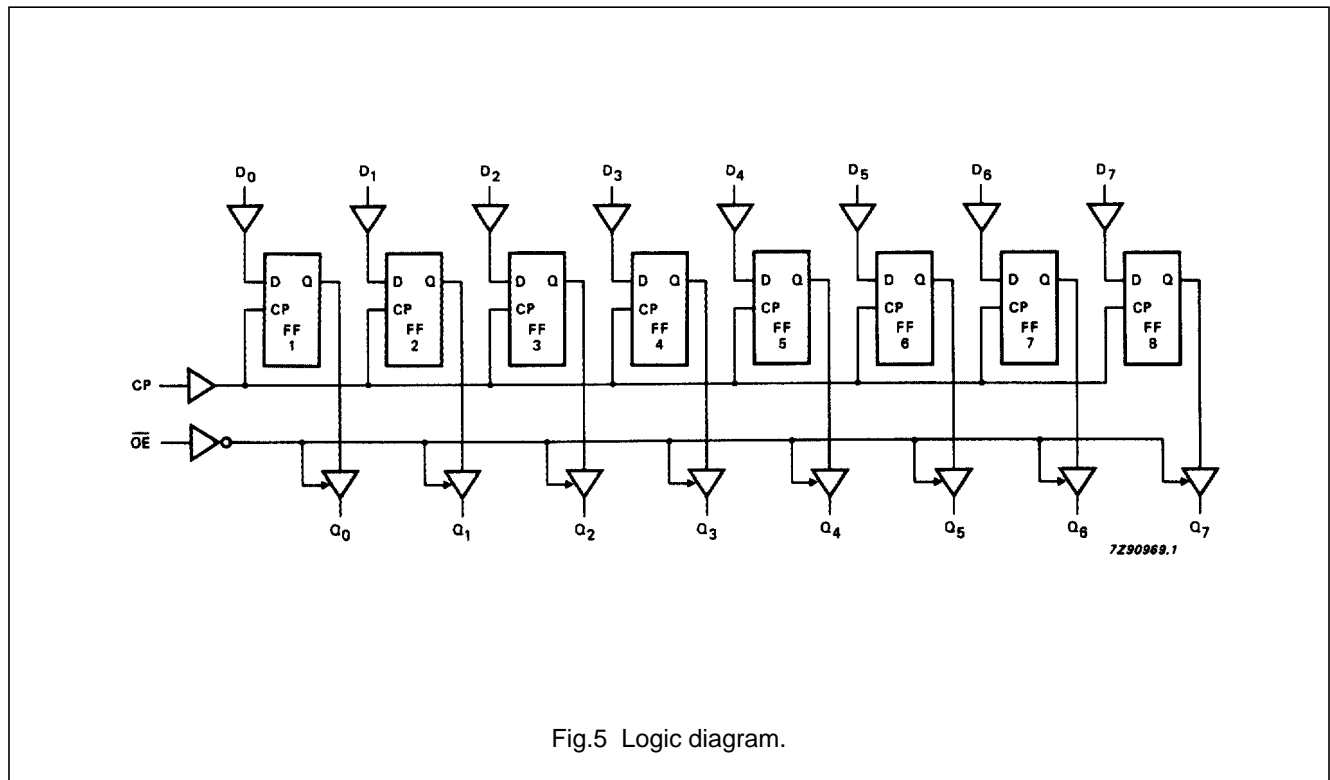 D0 D1 D2 D3 D4 D5 D6 D7
D Q D Q D Q D Q D Q D Q D Q D Q
CP CP CP CP CP CP CP CP
FF FF FF FF FF FF FF FF
1 2 3 4 5 6 7 8
CP
OE
Q0 Q1 Q2 Q3 Q4 Q5 Q6 Q7
7Z90969.1
Fig.5 Logic diagram.